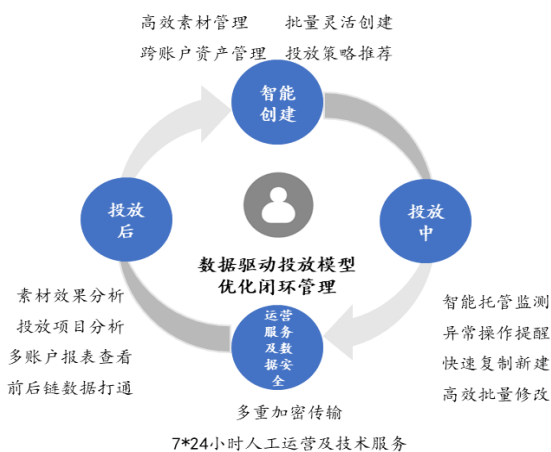 高效素材管理 批量灵活创建
跨账户资产管理 投放策略推荐
智能
创建
投放
后
投放
中
数据驱动投放模型
优化闭环管理
素材效果分析
投放项目分析
多账户报表查看
前后链数据打通
智能托管监测
异常操作提醒
快速复制新建
高效批量修改
运营
服务
及数
据安
全
多重加密传输
7*24小时人工运营及技术服务